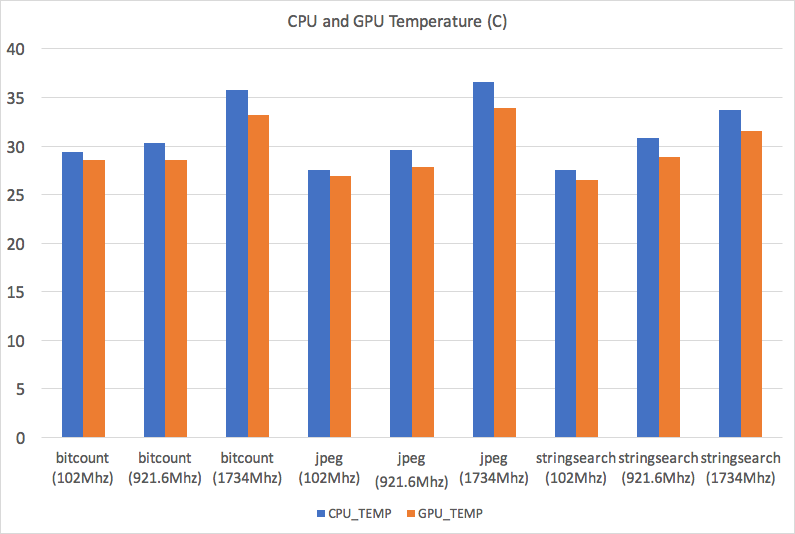 CPU and GPU Temperature (C)
40
35
30
25
20
15
10
5
0
bitcount (102Mhz)
bitcount (921.6Mhz)
bitcount (1734Mhz)
jpeg (102Mhz)
jpeg (921.6Mhz)
jpeg (1734Mhz)
stringsearch (102Mhz)
stringsearch (921.6Mhz)
stringsearch (1734Mhz)
CPU_TEMP GPU_TEMP